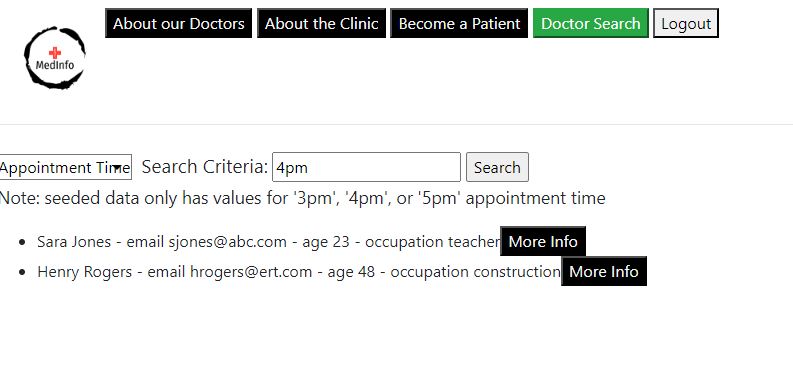 About our Doctors About the Clinic Become a Patient Doctor Search Logout
MedInfo
Appointment Time Search Criteria: 4pm Search
Note: seeded data only has values for '3pm', '4pm', or '5pm' appointment time
Sara Jones - email sjones@abc.com - age 23 - occupation teacher More Info
Henry Rogers - email hrogers@ert.com - age 48 - occupation construction More Info